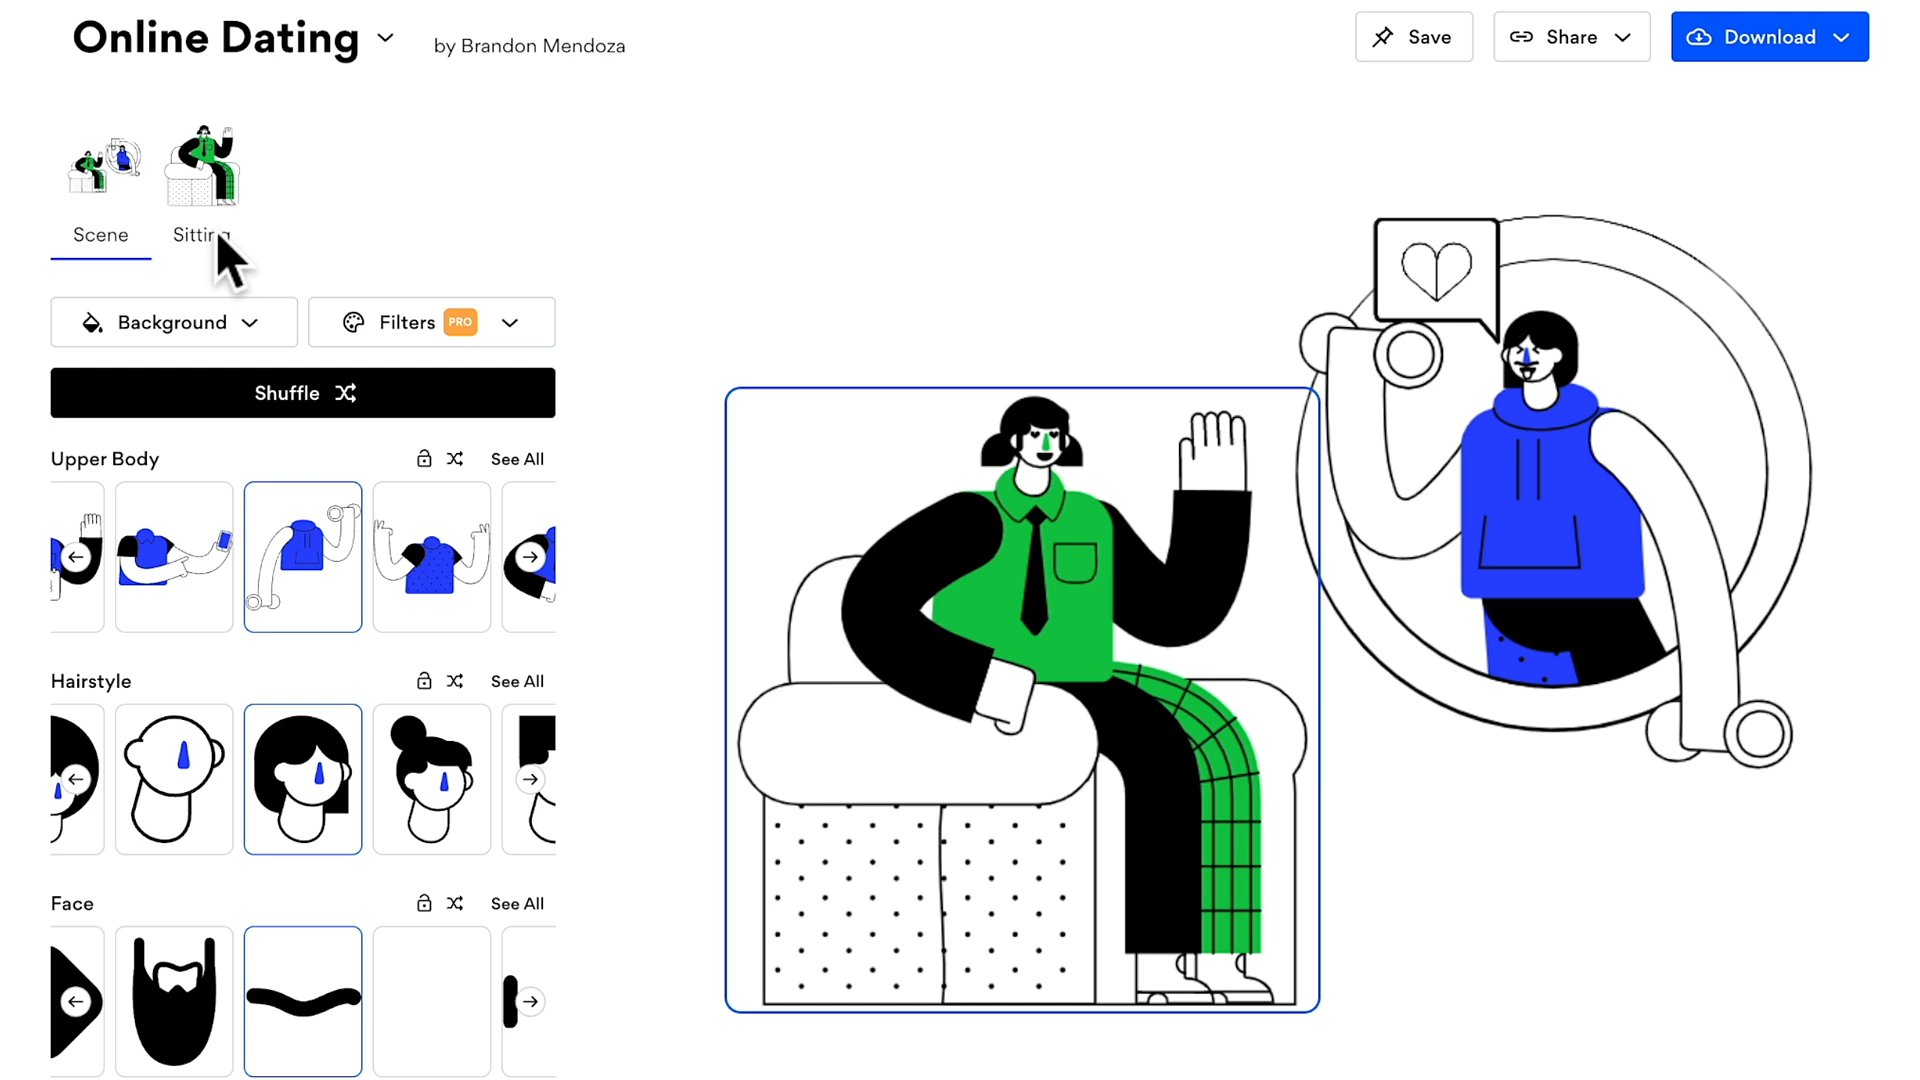 Online Dating
by Brandon Mendoza
Save
Share
Download
Scene
Sitting
Background
Filters PRO
Shuffle
Upper Body
See All
Hairstyle
See All
Face
See All